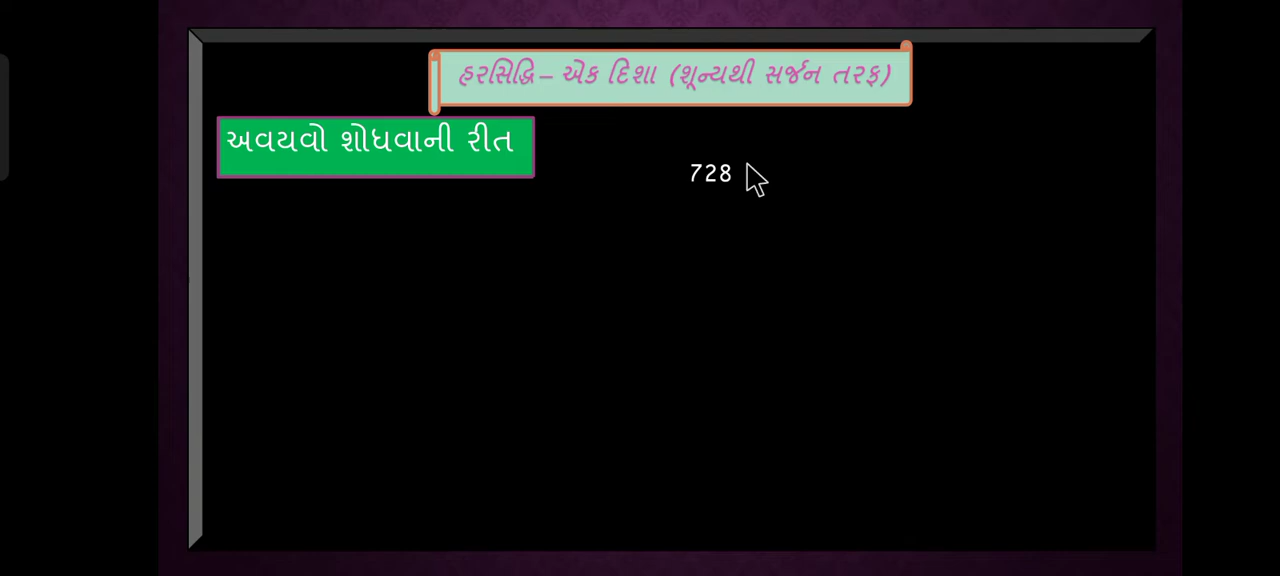 હરસિદ્ધિ – એક દિશા (શૂન્યથી સર્જન તરફ)
અવયવો શોધવાની રીત
728